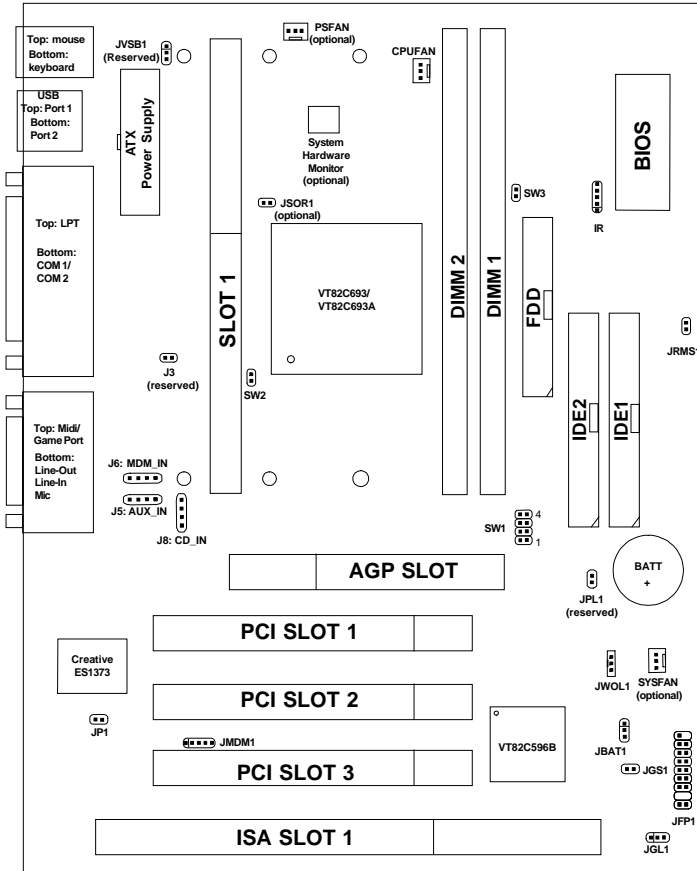 Top: mouse
Bottom:
keyboard
JVSB1
(Reserved)
PSFAN
(optional)
CPUFAN
USB
Top: Port 1
Bottom:
Port 2
ATX
Power Supply
System
Hardware
Monitor
(optional)
BIOS
SW3
IR
JSOR1
(optional)
Top: LPT
Bottom:
COM 1/
COM 2
SLOT 1
VT82C693/
VT82C693A
DIMM 2
DIMM 1
FDD
JRMS1
J3
(reserved)
SW2
IDE2
IDE1
Top: Midi/
Game Port
Bottom:
Line-Out
Line-In
Mic
J6: MDM_IN
J5: AUX_IN
J8: CD_IN
4
SW1
1
AGP SLOT
BATT
+
JPL1
(reserved)
PCI SLOT 1
Creative
ES1373
JWOL1
SYSFAN
(optional)
PCI SLOT 2
JP1
JMDM1
VT82C596B
JBAT1
PCI SLOT 3
JGS1
JFP1
ISA SLOT 1
JGL1